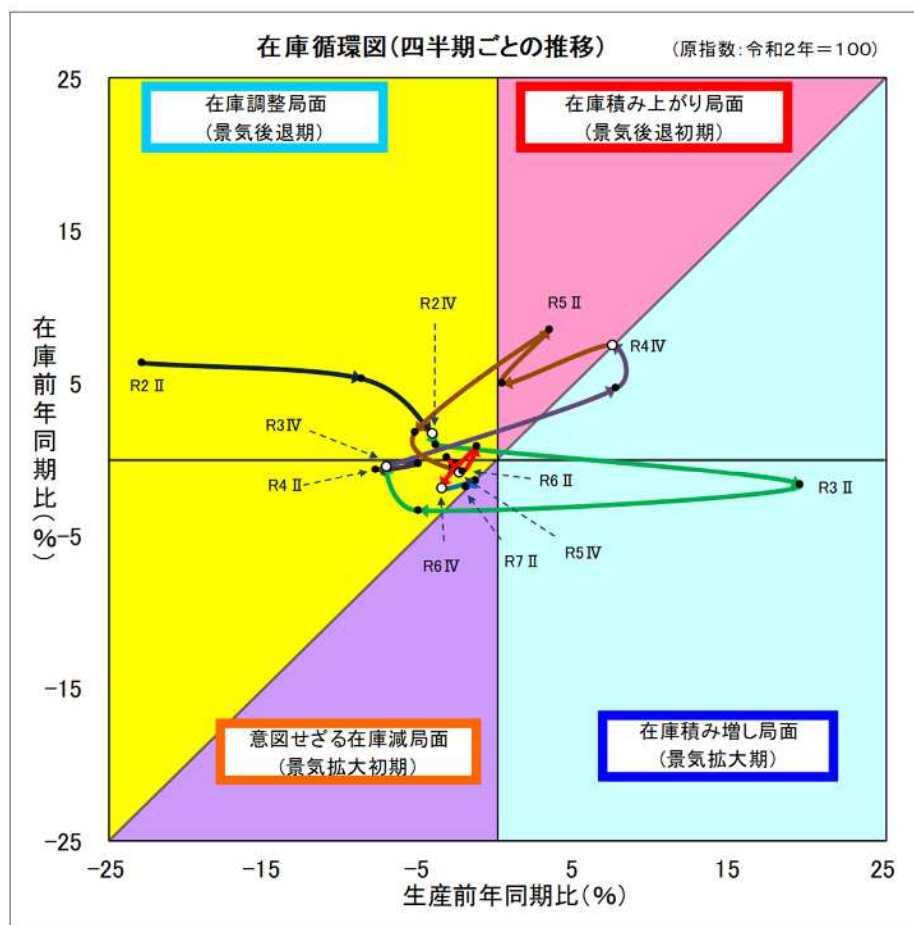 在庫循環図(四半期ごとの推移)
(原指数:令和2年=100)
25
在庫調整局面
(景気後退期)
在庫積み上がり局面
(景気後退初期)
15
R5Ⅱ
R2Ⅳ
R4Ⅳ
在庫前年同期比(%)
5
R2Ⅱ
R3Ⅳ
R4Ⅱ
R6Ⅱ
R3Ⅱ
-5
R6Ⅳ
R7Ⅱ
R5Ⅳ
-15
意図せざる在庫減局面
(景気拡大初期)
在庫積み増し局面
(景気拡大期)
-25
-25
-15
-5
5
15
25
生産前年同期比(%)